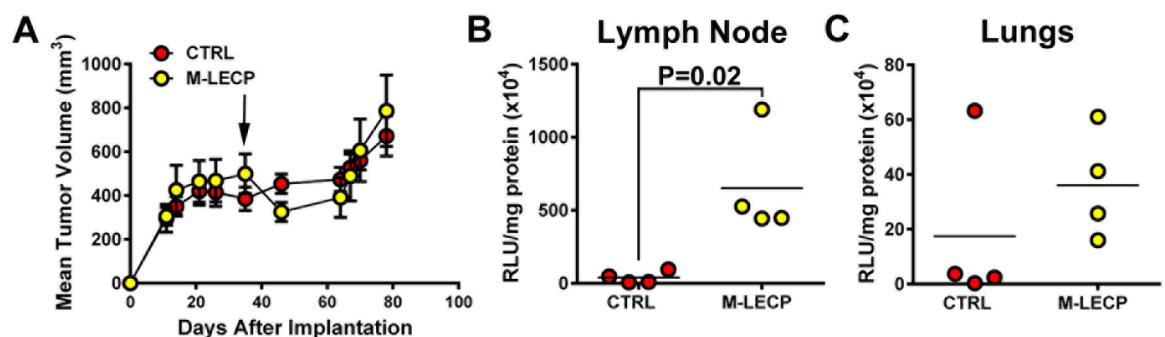 A
CTRL
M-LECP
Mean Tumor Volume (mm³)
1000
800
600
400
200
0
0 20 40 60 80 100
Days After Implantation
B
Lymph Node
P=0.02
RLU/mg protein (x10⁴)
1500
1000
500
0
CTRL M-LECP
C
Lungs
RLU/mg protein (x10⁴)
80
60
40
20
0
CTRL M-LECP